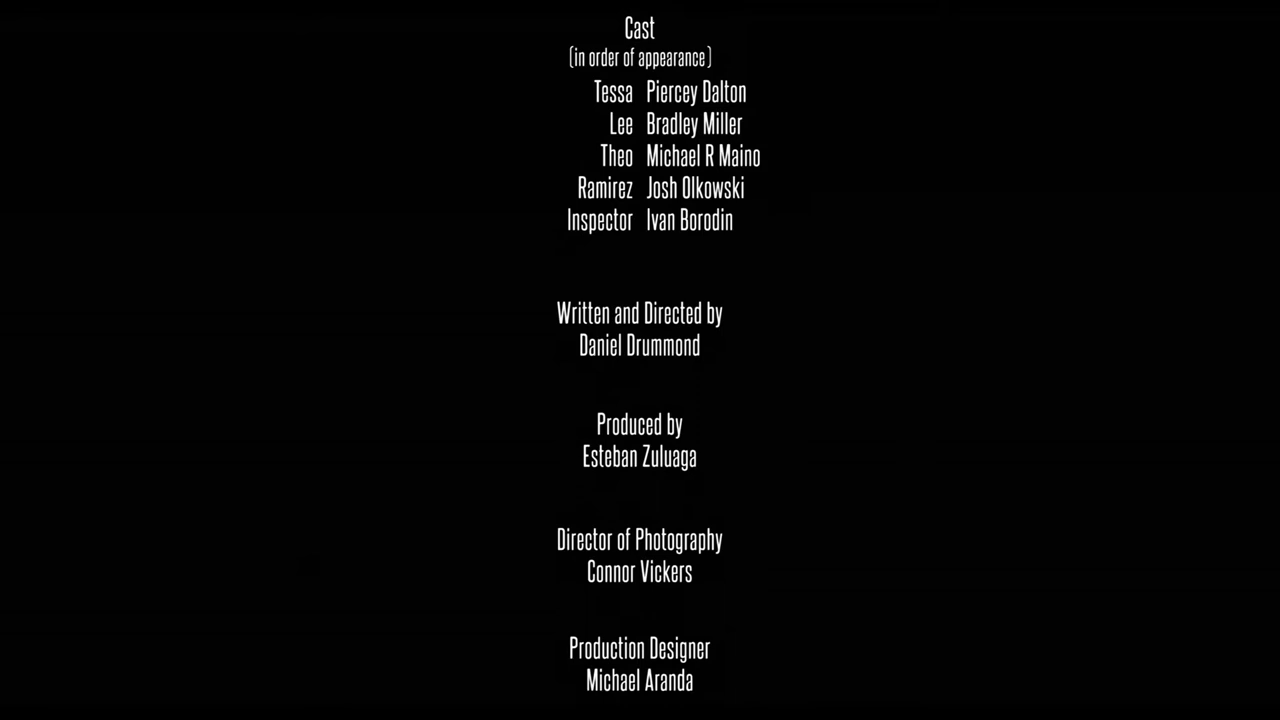 Cast
(in order of appearance)
Tessa Piercey Dalton
Lee Bradley Miller
Theo Michael R Maino
Ramirez Josh Olkowski
Inspector Ivan Borodin
Written and Directed by
Daniel Drummond
Produced by
Esteban Zuluaga
Director of Photography
Connor Vickers
Production Designer
Michael Aranda